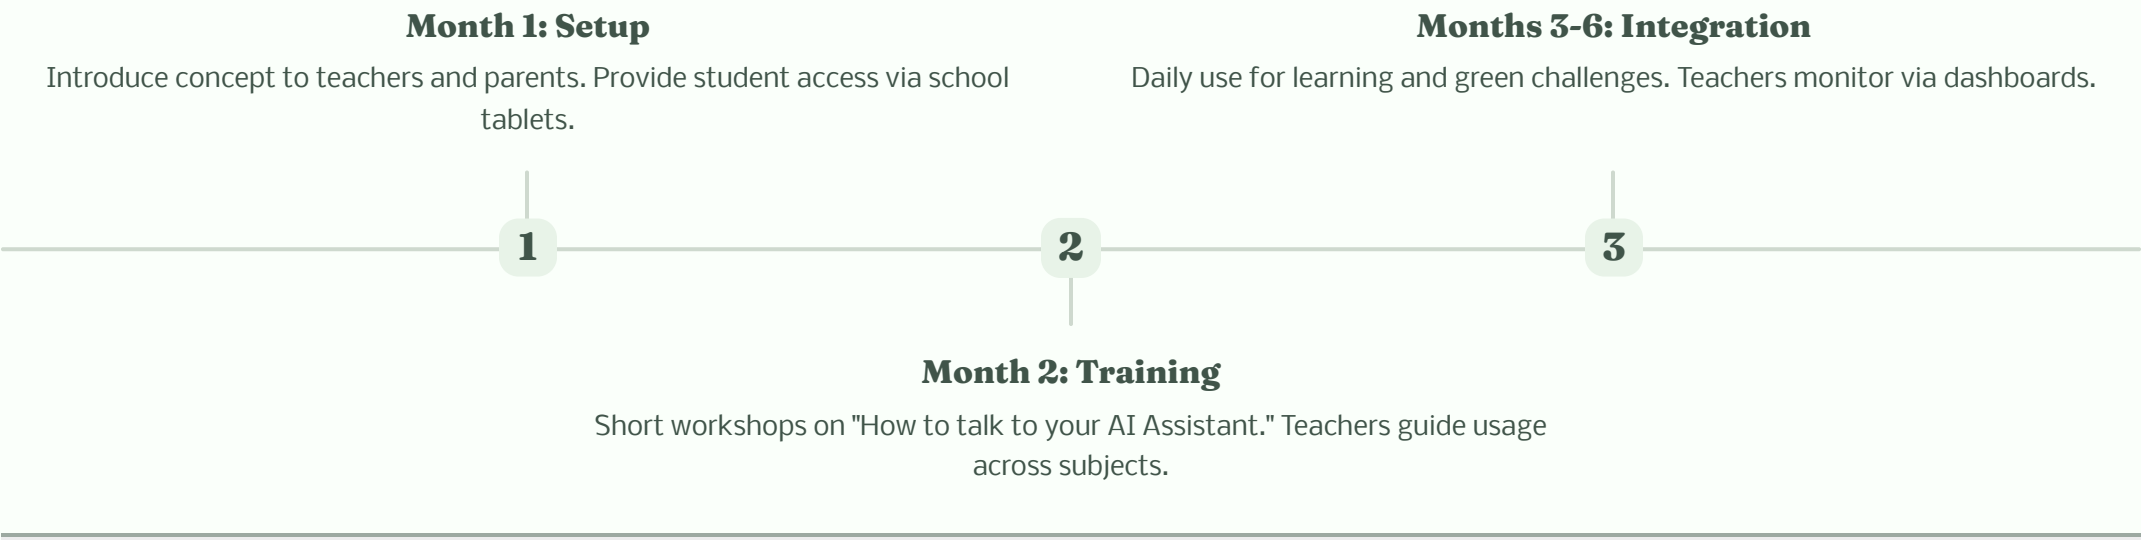 Month 1: Setup
Introduce concept to teachers and parents. Provide student access via school
tablets.
Months 3-6: Integration
Daily use for learning and green challenges. Teachers monitor via dashboards.
1
2
3
Month 2: Training
Short workshops on "How to talk to your AI Assistant." Teachers guide usage
across subjects.